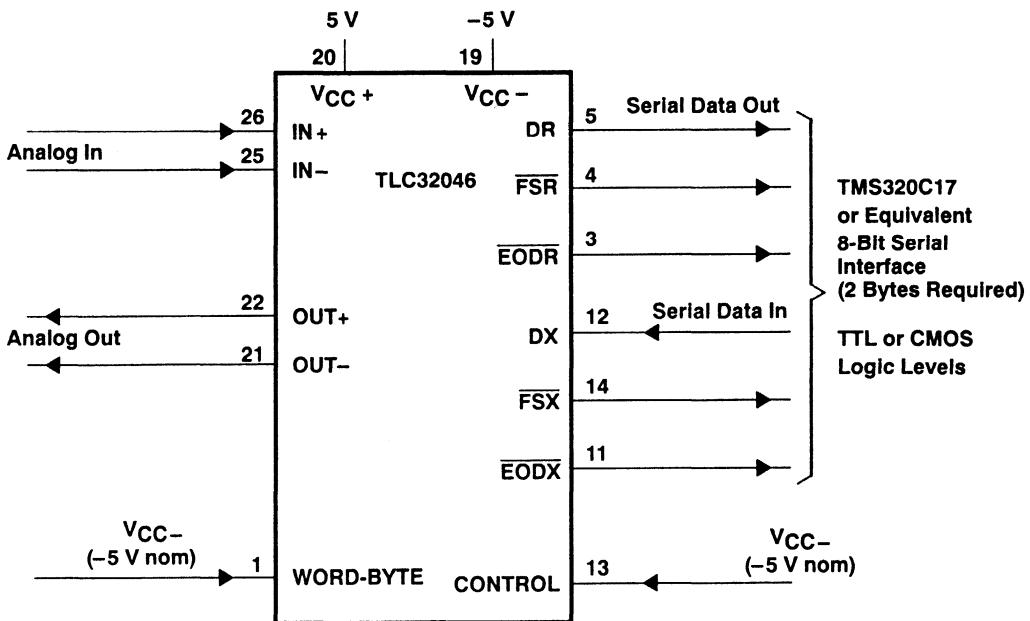 5 V
–5 V
20
19
VCC+
VCC–
26
IN+
Analog In
25
IN–
TLC32046
DR
5
Serial Data Out
FSR
4
EODR
3
TMS320C17
or Equivalent
8-Bit Serial
Interface
(2 Bytes Required)
22
OUT+
Analog Out
21
OUT–
DX
12
Serial Data In
TTL or CMOS
Logic Levels
FSX
14
EODX
11
VCC–
(–5 V nom)
1
WORD-BYTE
CONTROL
13
VCC–
(–5 V nom)